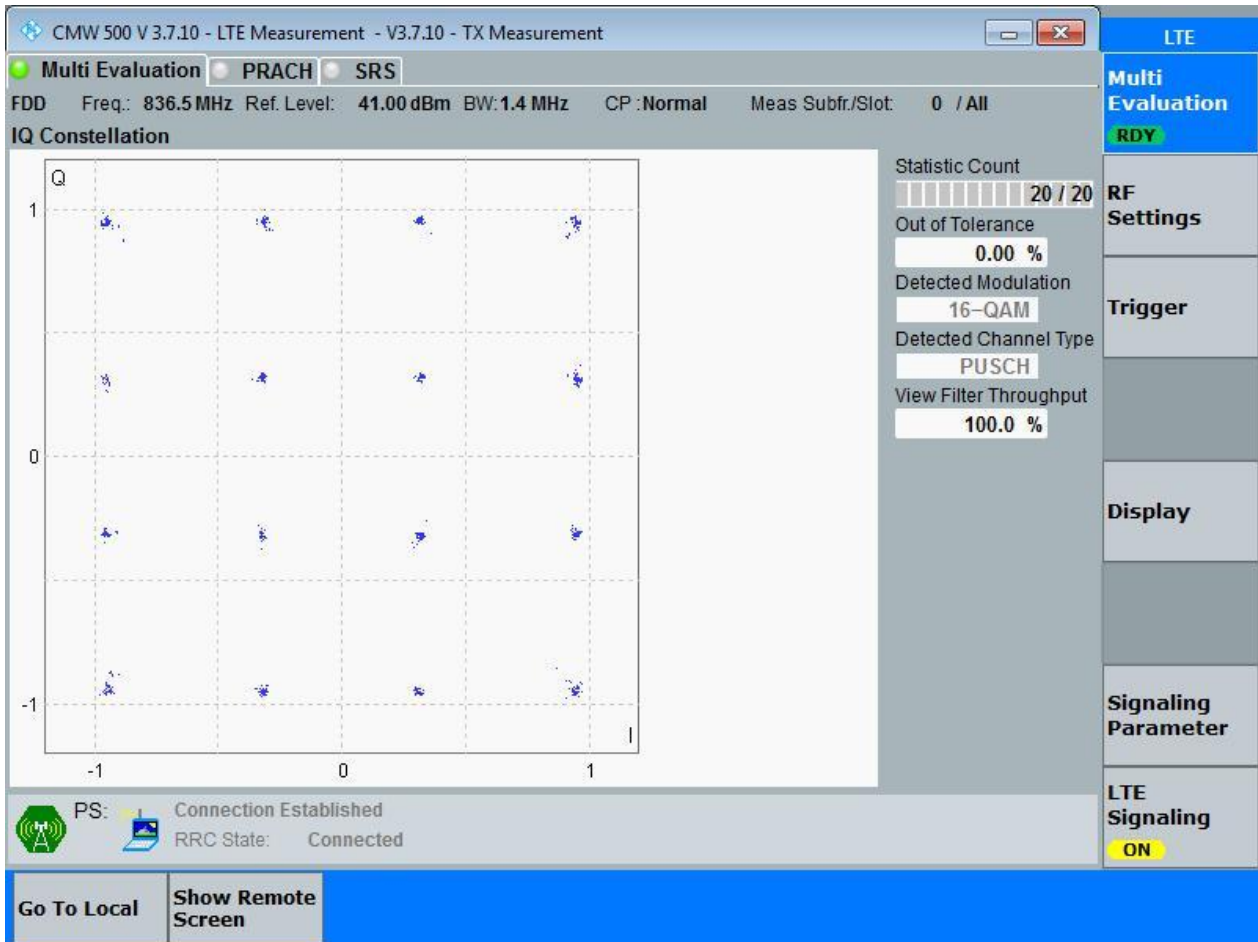 CMW 500 V 3.7.10 - LTE Measurement - V3.7.10 - TX Measurement
LTE
Multi Evaluation PRACH SRS
FDD Freq.: 836.5 MHz Ref. Level: 41.00 dBm BW: 1.4 MHz CP : Normal Meas Subfr./Slot: 0 / All
IQ Constellation
Q
1
0
-1
I
-1 0 1
Statistic Count
20 / 20
Out of Tolerance
0.00 %
Detected Modulation
16-QAM
Detected Channel Type
PUSCH
View Filter Throughput
100.0 %
Multi
Evaluation
RDY
RF
Settings
Trigger
Display
Signaling
Parameter
LTE
Signaling
ON
PS: Connection Established
RRC State: Connected
Go To Local
Show Remote
Screen